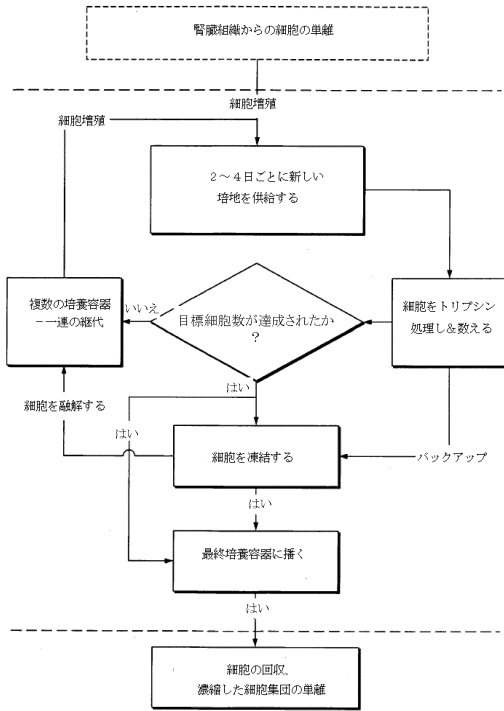 腎臓組織からの細胞の単離
細胞増殖
細胞増殖
2～4日ごとに新しい
培地を供給する
複数の培養容器
－一連の継代
いいえ
目標細胞数が達成されたか
？
細胞をトリプシン
処理し＆数える
はい
細胞を融解する
はい
細胞を凍結する
バックアップ
はい
最終培養容器に播く
はい
細胞の回収、
濃縮した細胞集団の単離